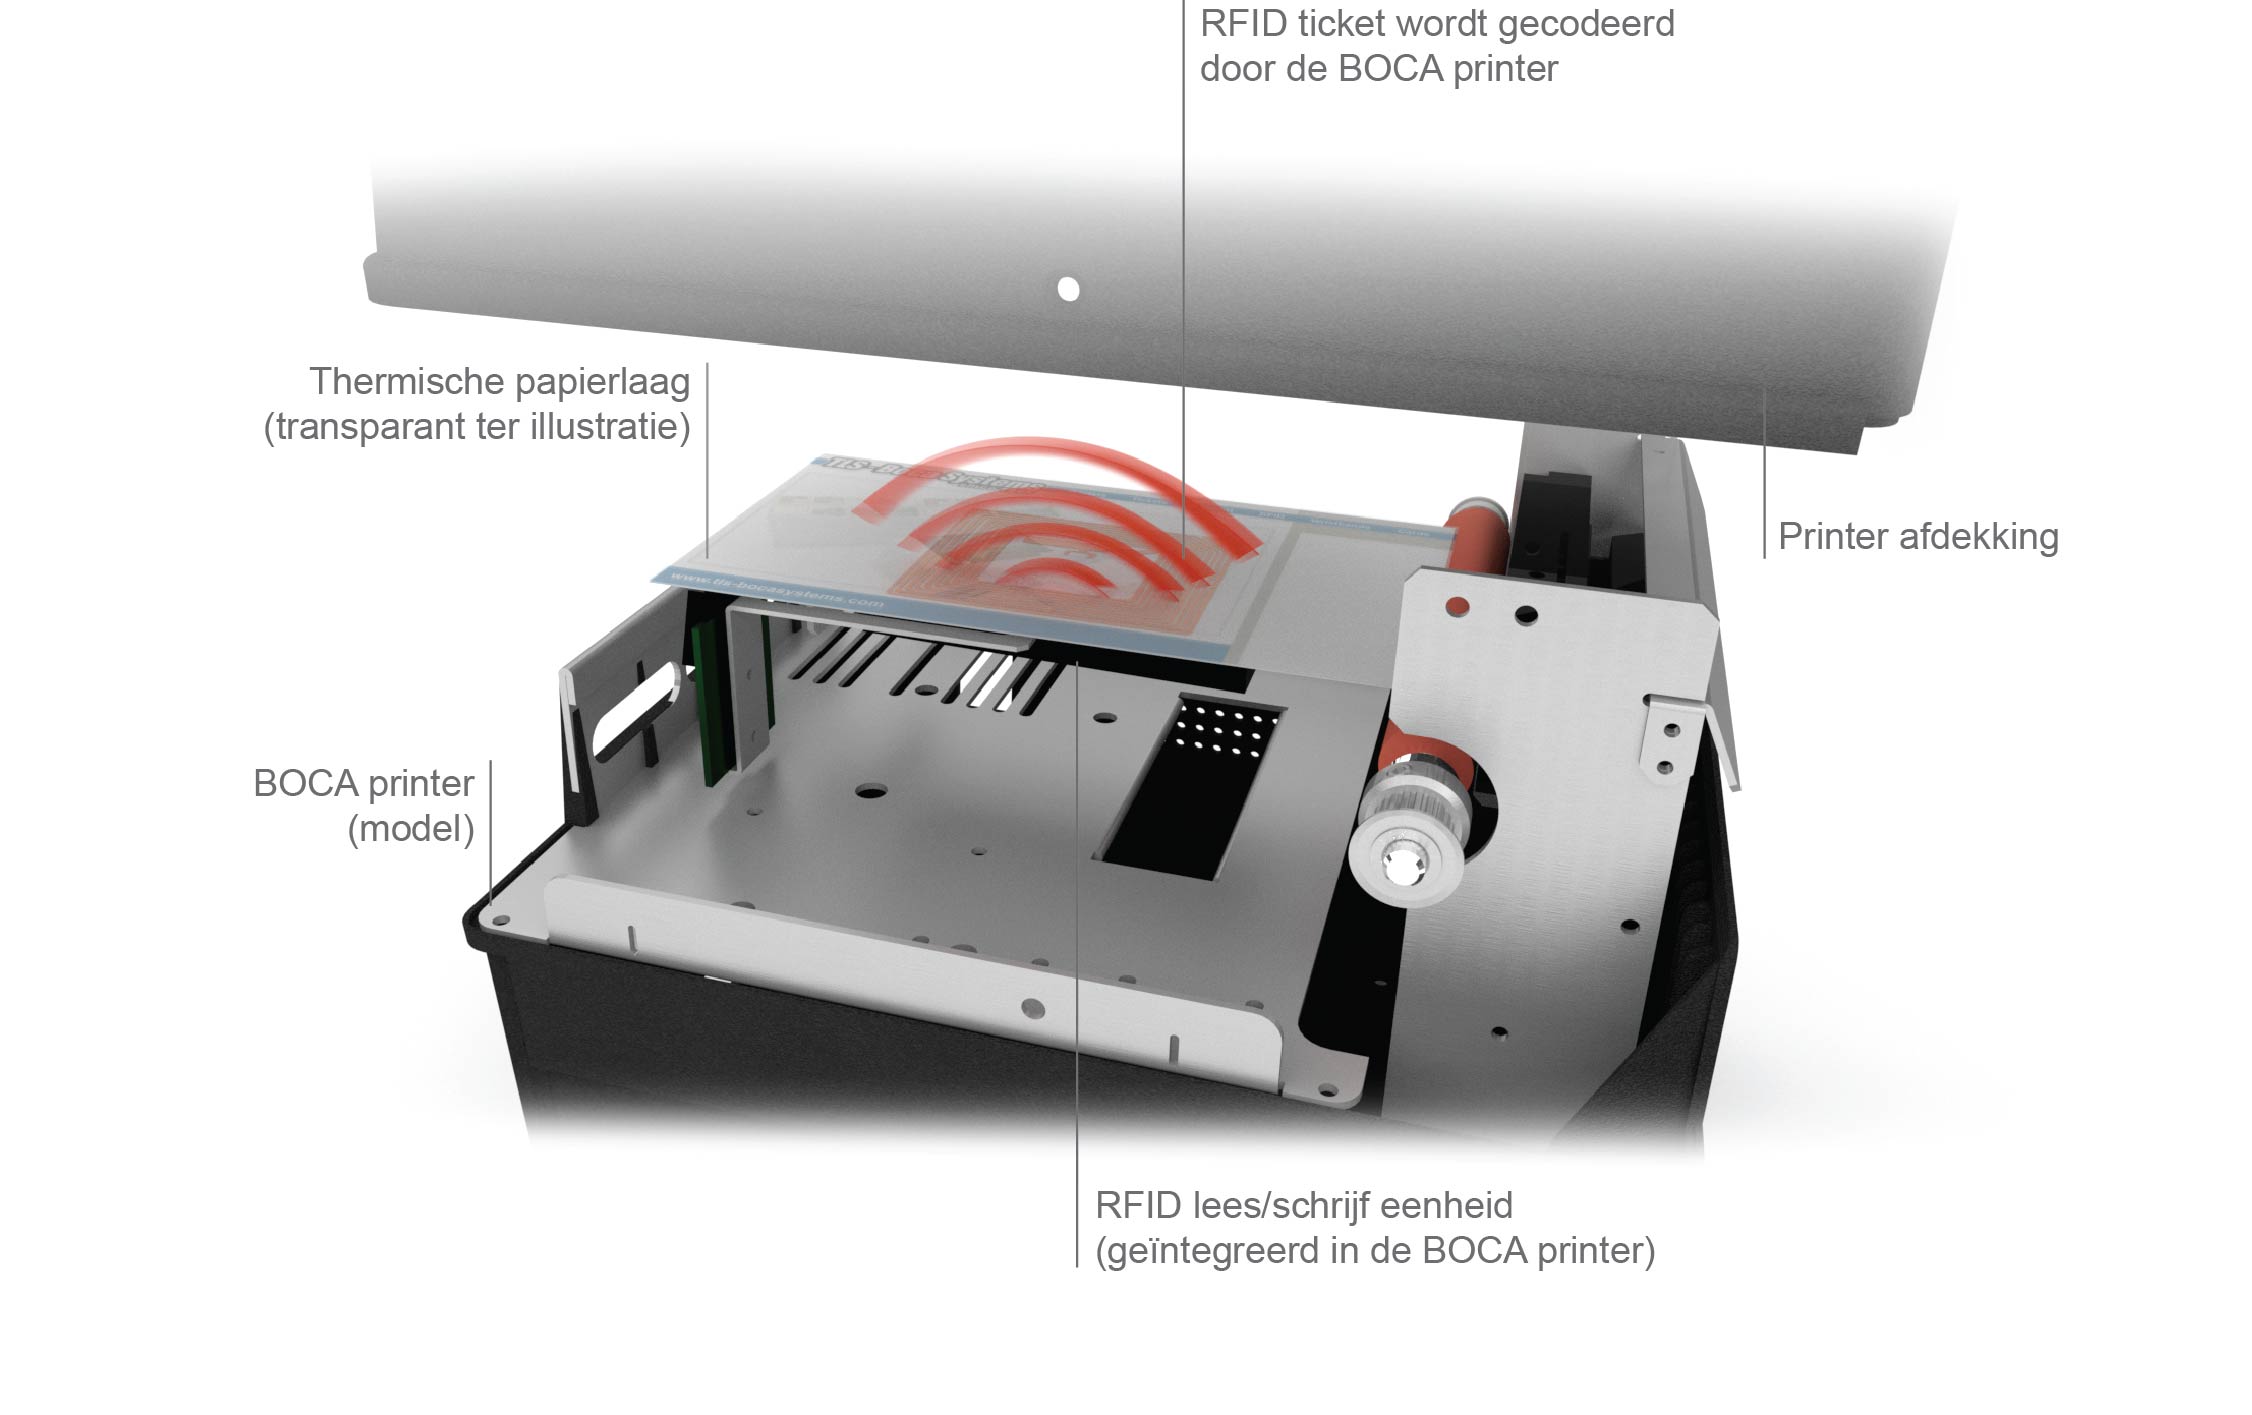 RFID ticket wordt gecodeerd
door de BOCA printer
Thermische papierlaag
(transparant ter illustratie)
TLS-Boca Systems
Printer afdekking
www.tls-bocasystems.com
BOCA printer
(model)
RFID lees/schrijf eenheid
(geïntegreerd in de BOCA printer)